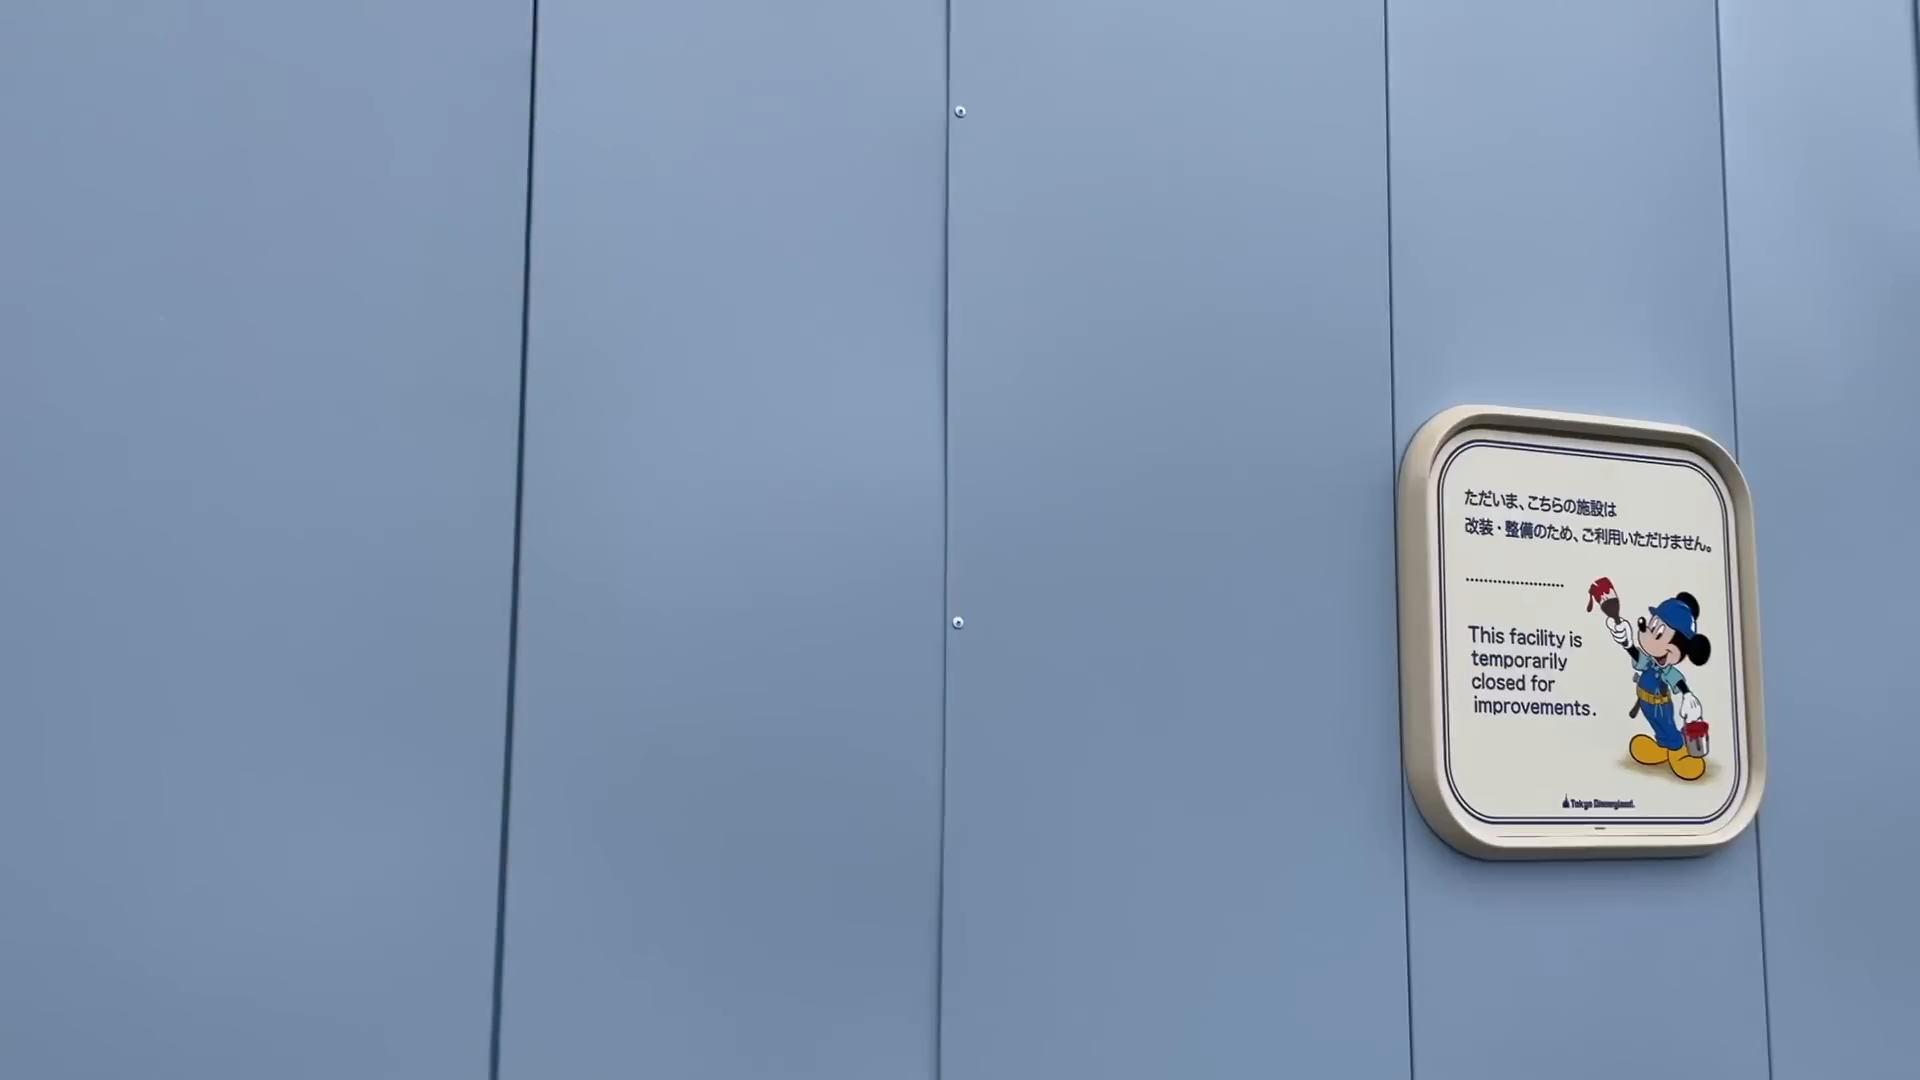 ただいま、こちらの施設は
改装・整備のため、ご利用いただけません。
This facility is
temporarily
closed for
improvements.
Tokyo Disneyland.